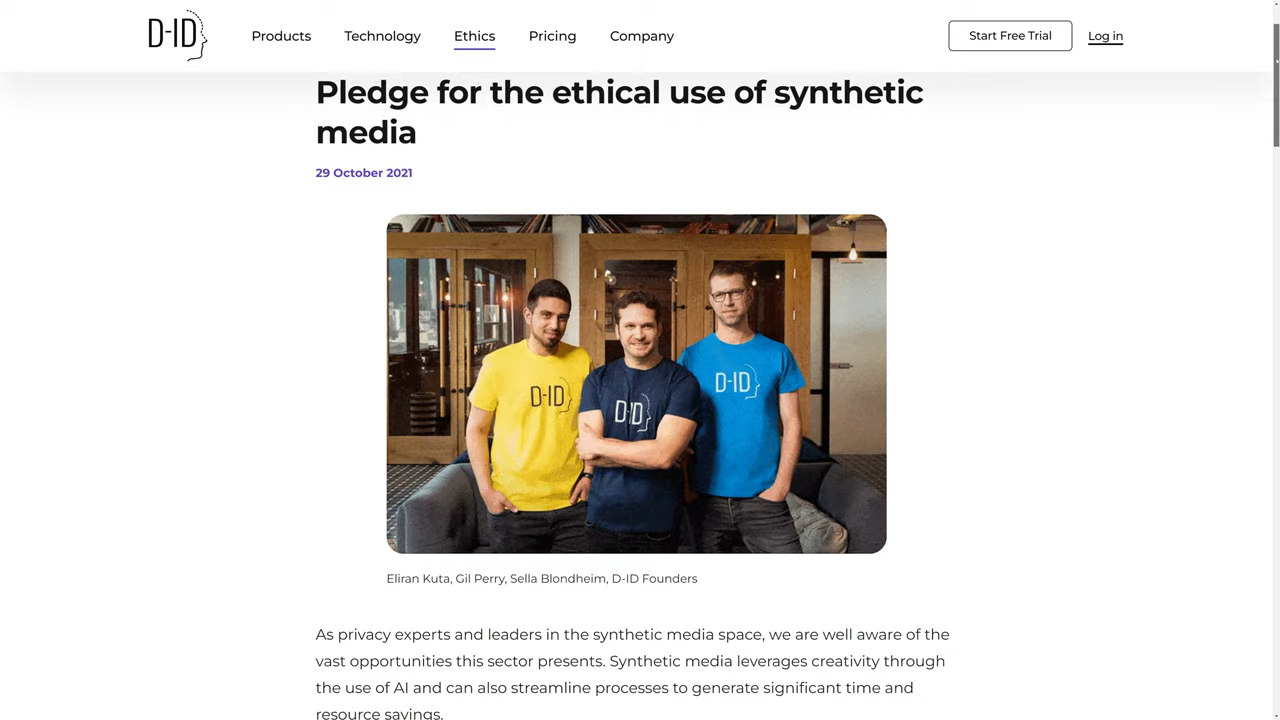 D-ID
Products
Technology
Ethics
Pricing
Company
Start Free Trial
Log in
Pledge for the ethical use of synthetic
media
29 October 2021
D-ID
D-ID
D-ID
Eliran Kuta, Gil Perry, Sella Blondheim, D-ID Founders
As privacy experts and leaders in the synthetic media space, we are well aware of the
vast opportunities this sector presents. Synthetic media leverages creativity through
the use of AI and can also streamline processes to generate significant time and
resource savings.